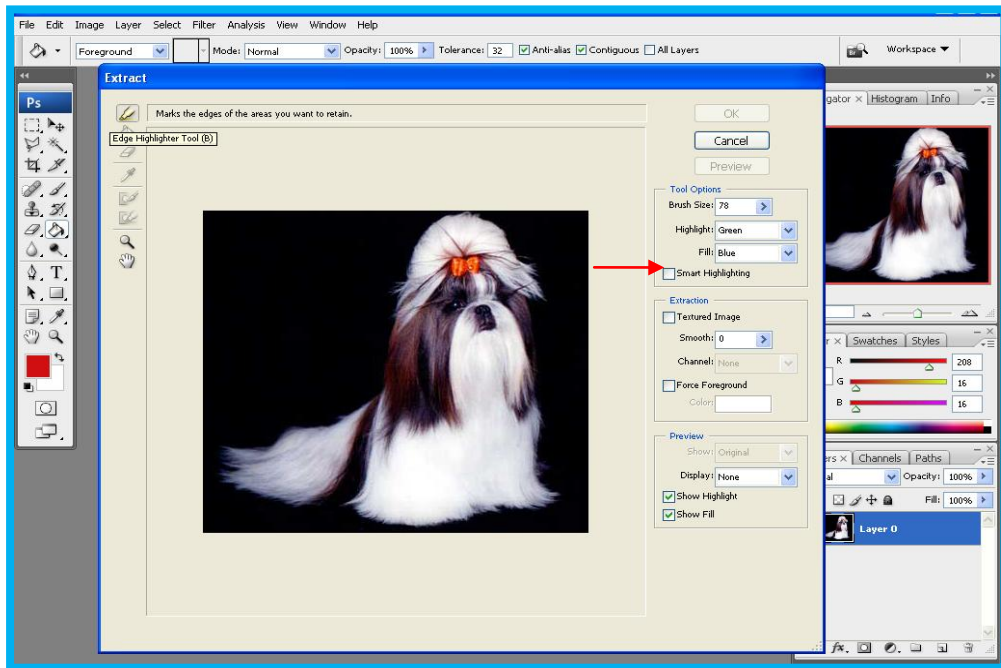 File Edit Image Layer Select Filter Analysis View Window Help
Foreground Mode: Normal Opacity: 100% Tolerance: 32 Anti-alias Contiguous All Layers Workspace
Extract
Ps
Marks the edges of the areas you want to retain.
Edge Highlighter Tool (B)
OK
Cancel
Preview
Tool Options
Brush Size: 78
Highlight: Green
Fill: Blue
Smart Highlighting
Extraction
Textured Image
Smooth: 0
Channel: None
Force Foreground
Color:
Preview
Show: Original
Display: None
Show Highlight
Show Fill
Histogram Info
Swatches Styles
R 208
G 16
B 16
Channels Paths
Opacity: 100%
Fill: 100%
Layer 0
fx.